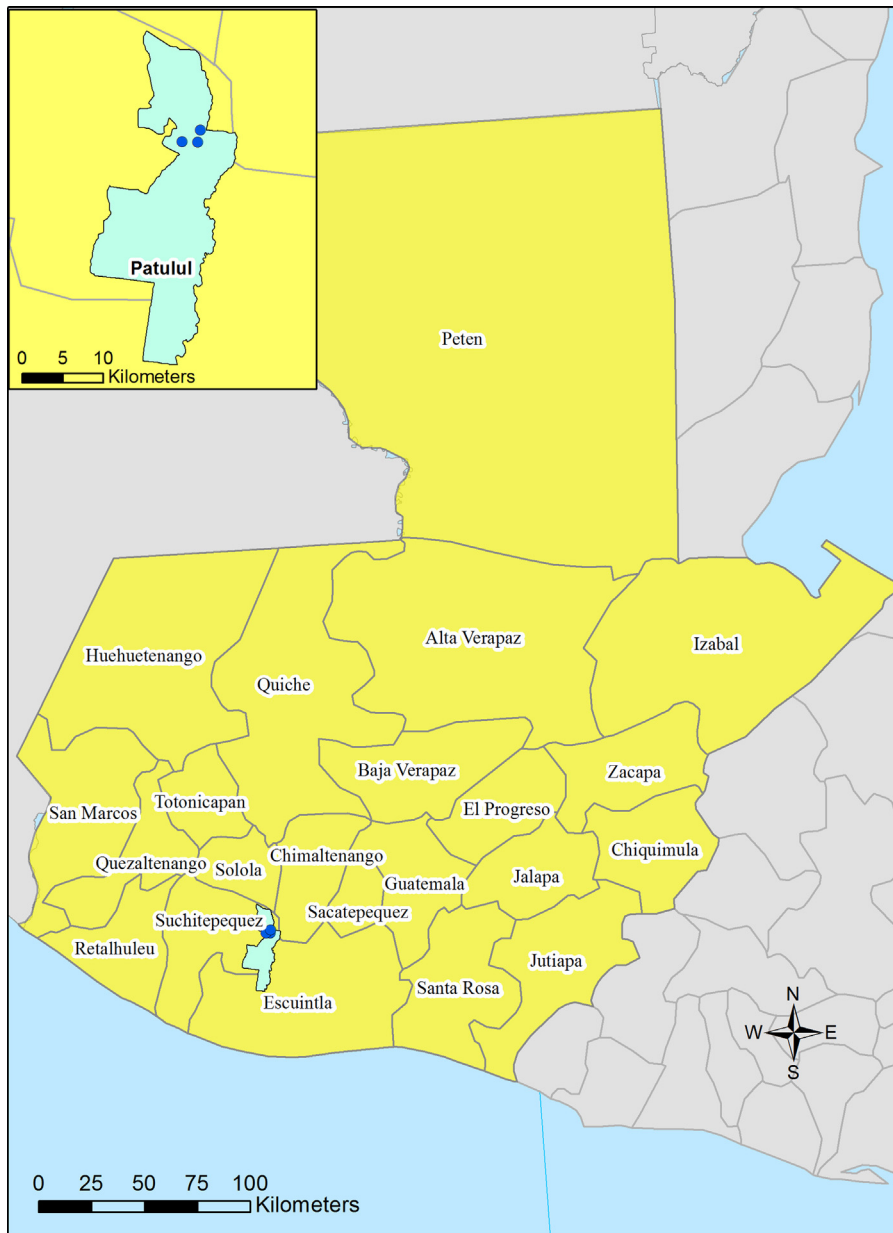 Patulul
0 5 10
Kilometers
Peten
Huehuetenango
Quiche
Alta Verapaz
Izabal
San Marcos
Totonicapan
Baja Verapaz
El Progreso
Zacapa
Quezaltenango
Solola
Chimaltenango
Guatemala
Jalapa
Chiquimula
Suchitepequez
Sacatepequez
Retalhuleu
Escuintla
Santa Rosa
Jutiapa
N
W E
S
0 25 50 75 100
Kilometers